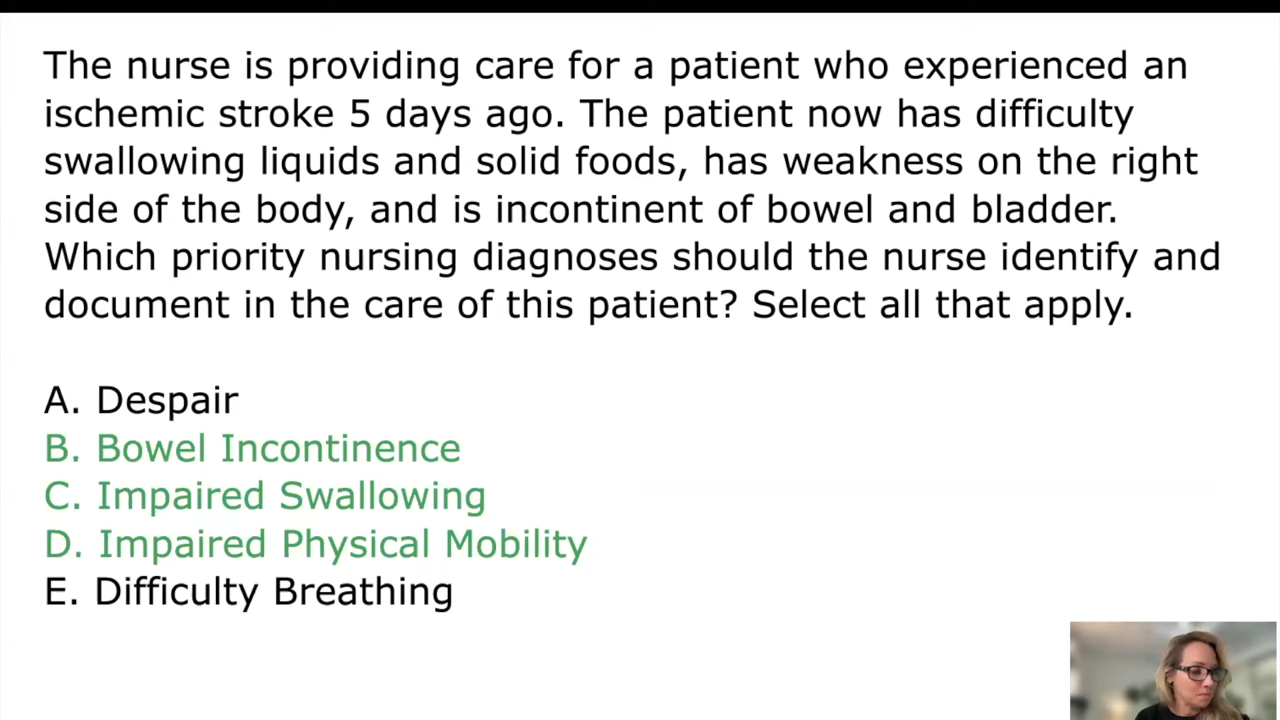 The nurse is providing care for a patient who experienced an
ischemic stroke 5 days ago. The patient now has difficulty
swallowing liquids and solid foods, has weakness on the right
side of the body, and is incontinent of bowel and bladder.
Which priority nursing diagnoses should the nurse identify and
document in the care of this patient? Select all that apply.
A. Despair
B. Bowel Incontinence
C. Impaired Swallowing
D. Impaired Physical Mobility
E. Difficulty Breathing